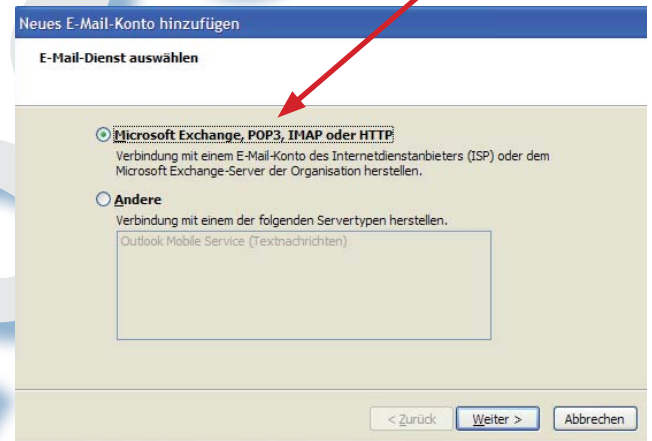 Neues E-Mail-Konto hinzufügen
E-Mail-Dienst auswählen
Microsoft Exchange, POP3, IMAP oder HTTP
Verbindung mit einem E-Mail-Konto des Internetdienstanbieters (ISP) oder dem
Microsoft Exchange-Server der Organisation herstellen.
Andere
Verbindung mit einem der folgenden Servertypen herstellen.
Outlook Mobile Service (Textnachrichten)
< Zurück Weiter > Abbrechen